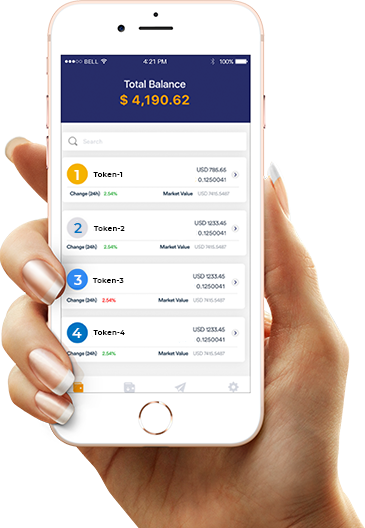 BELL 4:21 PM 100%
Total Balance
$ 4,190.62
Search
1 Token-1 USD 785.65
0.1250041
Change (24h) 2.54% Market Value USD 7415.5487
2 Token-2 USD 1233.45
0.1250041
Change (24h) 2.54% Market Value USD 7415.5487
3 Token-3 USD 1233.45
0.1250041
Change (24h) 2.54% Market Value USD 7415.5487
4 Token-4 USD 1233.45
0.1250041
Change (24h) 2.54% Market Value USD 7415.5487